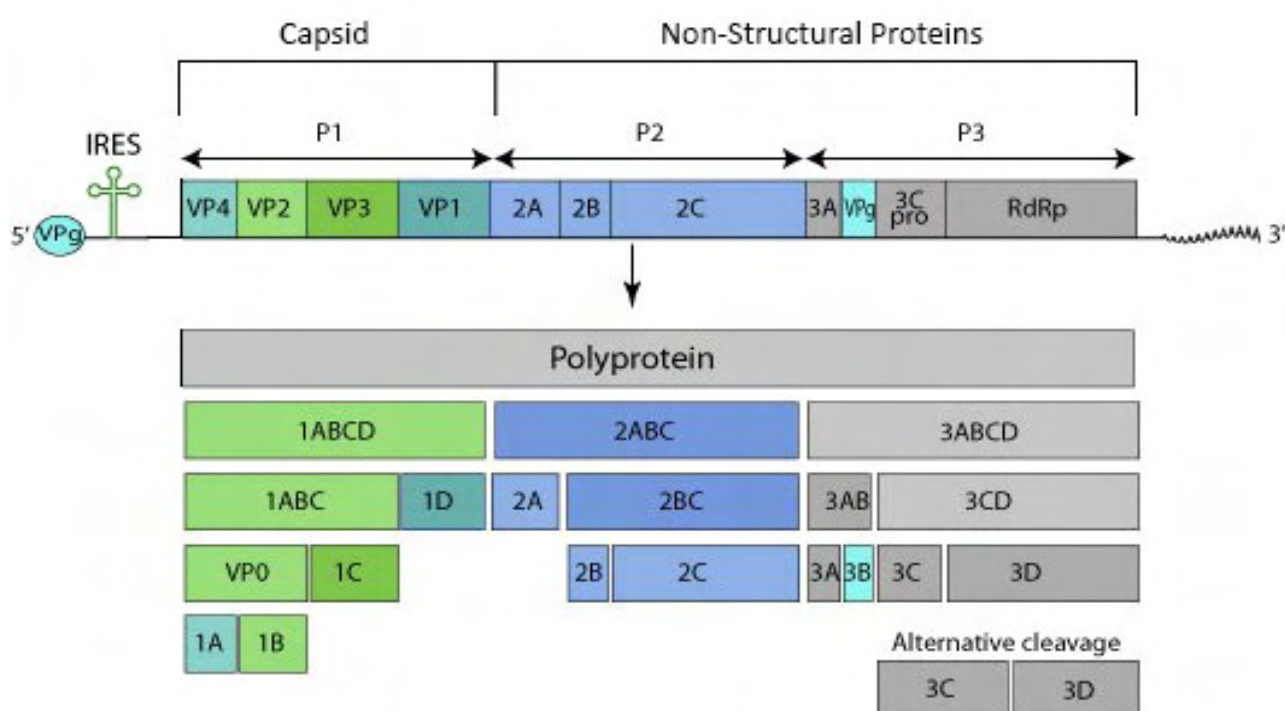 Capsid Non-Structural Proteins
P1 P2 P3
IRES
VP4 VP2 VP3 VP1 2A 2B 2C 3A VPg 3C pro RdRp
5' VPg 3'
Polyprotein
1ABCD 2ABC 3ABCD
1ABC 1D 2A 2BC 3AB 3CD
VP0 1C 2B 2C 3A 3B 3C 3D
1A 1B
Alternative cleavage
3C 3D